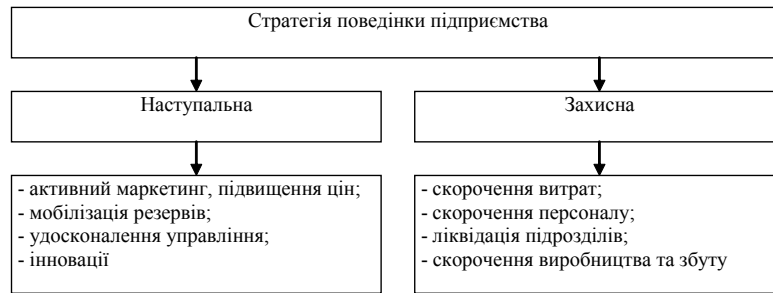 Стратегія поведінки підприємства
Наступальна
Захисна
- активний маркетинг, підвищення цін;
- мобілізація резервів;
- удосконалення управління;
- інновації
- скорочення витрат;
- скорочення персоналу;
- ліквідація підрозділів;
- скорочення виробництва та збуту